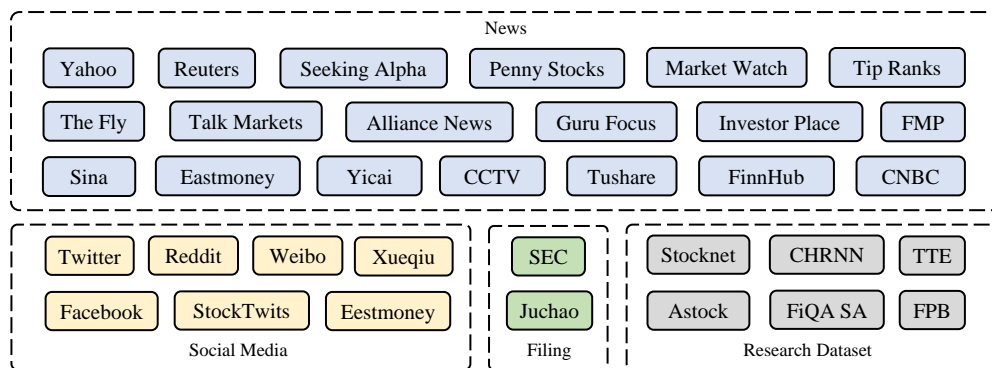 News
Yahoo Reuters Seeking Alpha Penny Stocks Market Watch Tip Ranks
The Fly Talk Markets Alliance News Guru Focus Investor Place FMP
Sina Eastmoney Yicai CCTV Tushare FinnHub CNBC
Twitter Reddit Weibo Xueqiu
Facebook StockTwits Eestmoney
Social Media
SEC
Juchao
Filing
Stocknet CHRNN TTE
Astock FiQA SA FPB
Research Dataset